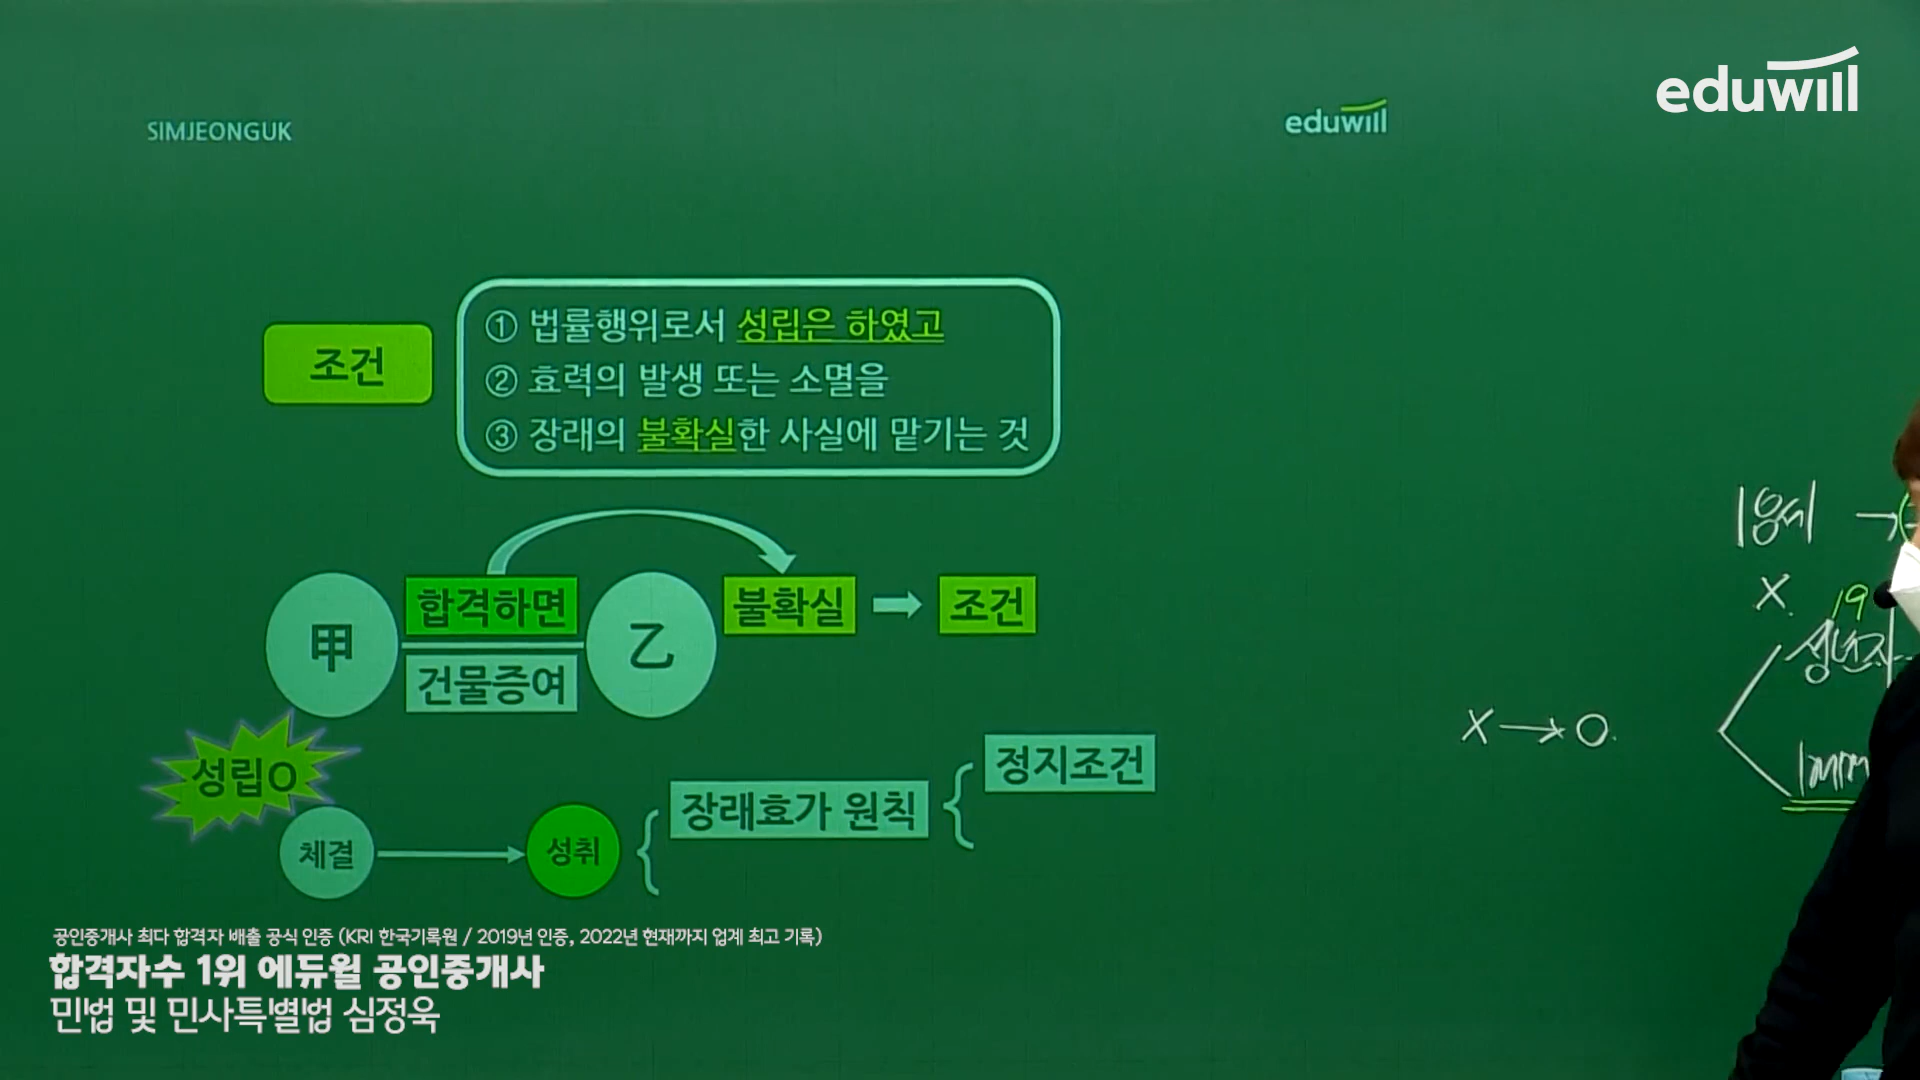 eduwill
SIMJEONGUK
eduwill
조건
① 법률행위로서 성립은 하였고
② 효력의 발생 또는 소멸을
③ 장래의 불확실한 사실에 맡기는 것
甲
합격하면
건물증여
乙
불확실
조건
성립O
체결
성취
장래효가 원칙
정지조건
X → O.
X.
19
성년자
공인중개사 최다 합격자 배출 공식 인증 (KRI 한국기록원 / 2019년 인증, 2022년 현재까지 업계 최고 기록)
합격자수 1위 에듀윌 공인중개사
민법 및 민사특별법 심정욱